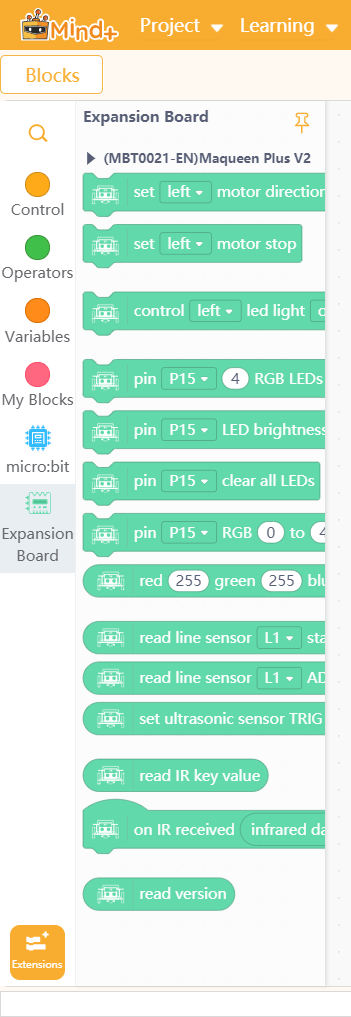 Mind+ Project Learning
Blocks
Expansion Board
(MBT0021-EN)Maqueen Plus V2
Control
Operators
Variables
My Blocks
micro:bit
Expansion
Board
Extensions
set left motor direction
set left motor stop
control left led light
pin P15 4 RGB LEDs
pin P15 LED brightness
pin P15 clear all LEDs
pin P15 RGB 0 to 4
red 255 green 255 blu
read line sensor L1 sta
read line sensor L1 AD
set ultrasonic sensor TRIG
read IR key value
on IR received infrared da
read version